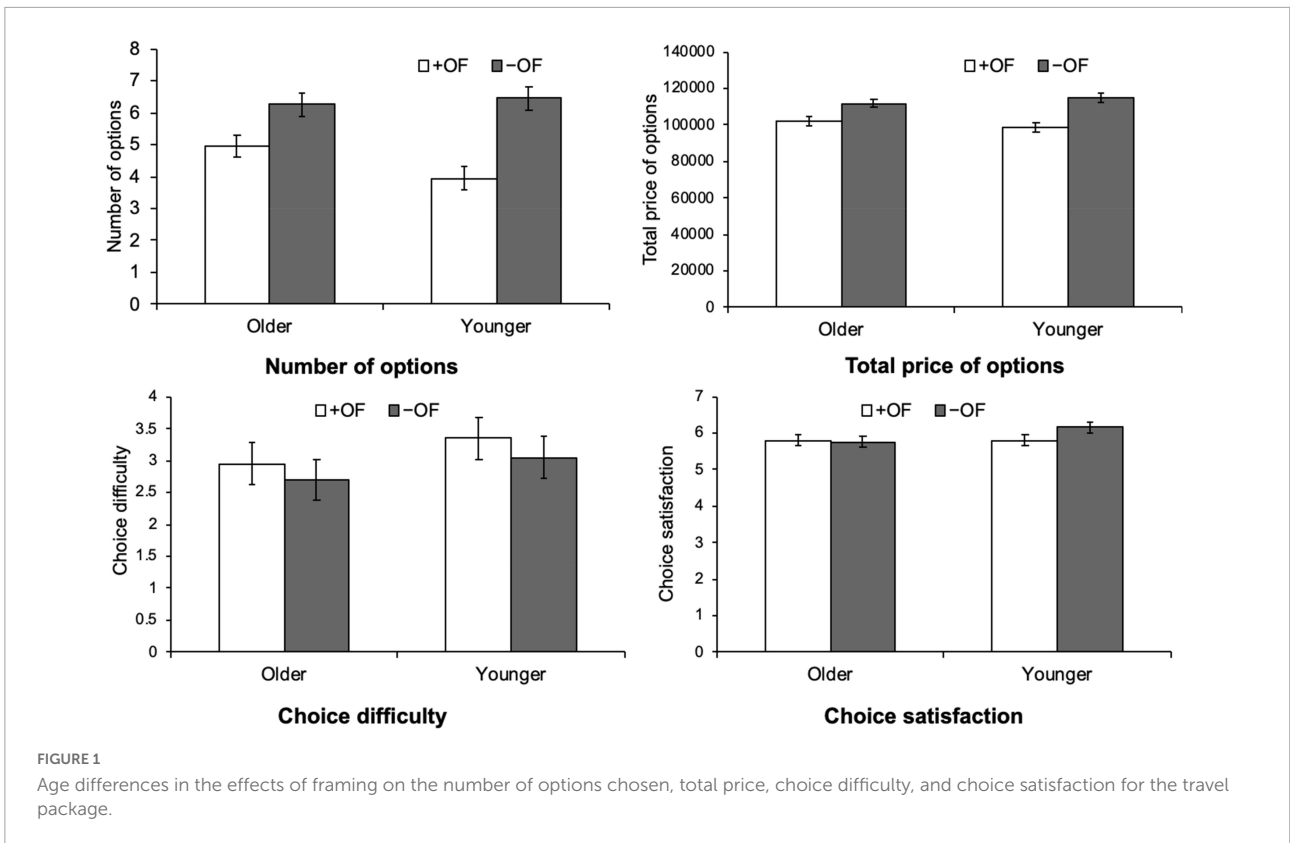 Number of options
8
7
6
5
4
3
2
1
0
+OF
−OF
Older
Younger
Number of options
Total price of options
140000
120000
100000
80000
60000
40000
20000
0
+OF
−OF
Older
Younger
Total price of options
Choice difficulty
4
3.5
3
2.5
2
1.5
1
0.5
0
+OF
−OF
Older
Younger
Choice difficulty
Choice satisfaction
7
6
5
4
3
2
1
0
+OF
−OF
Older
Younger
Choice satisfaction
FIGURE 1
Age differences in the effects of framing on the number of options chosen, total price, choice difficulty, and choice satisfaction for the travel
package.